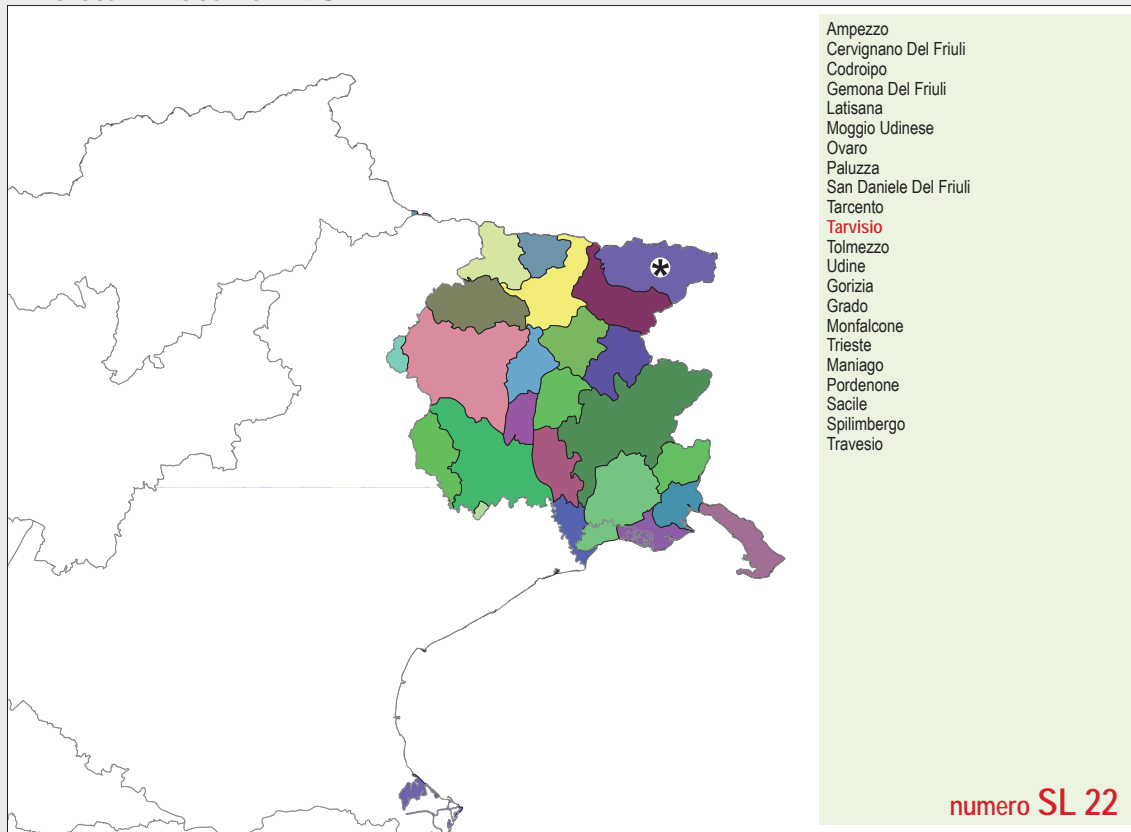 Ampezzo
Cervignano Del Friuli
Codroipo
Gemona Del Friuli
Latisana
Moggio Udinese
Ovaro
Paluzza
San Daniele Del Friuli
Tarcento
Tarvisio
Tolmezzo
Udine
Gorizia
Grado
Monfalcone
Trieste
Maniago
Pordenone
Sacile
Spilimbergo
Travesio
numero SL 22